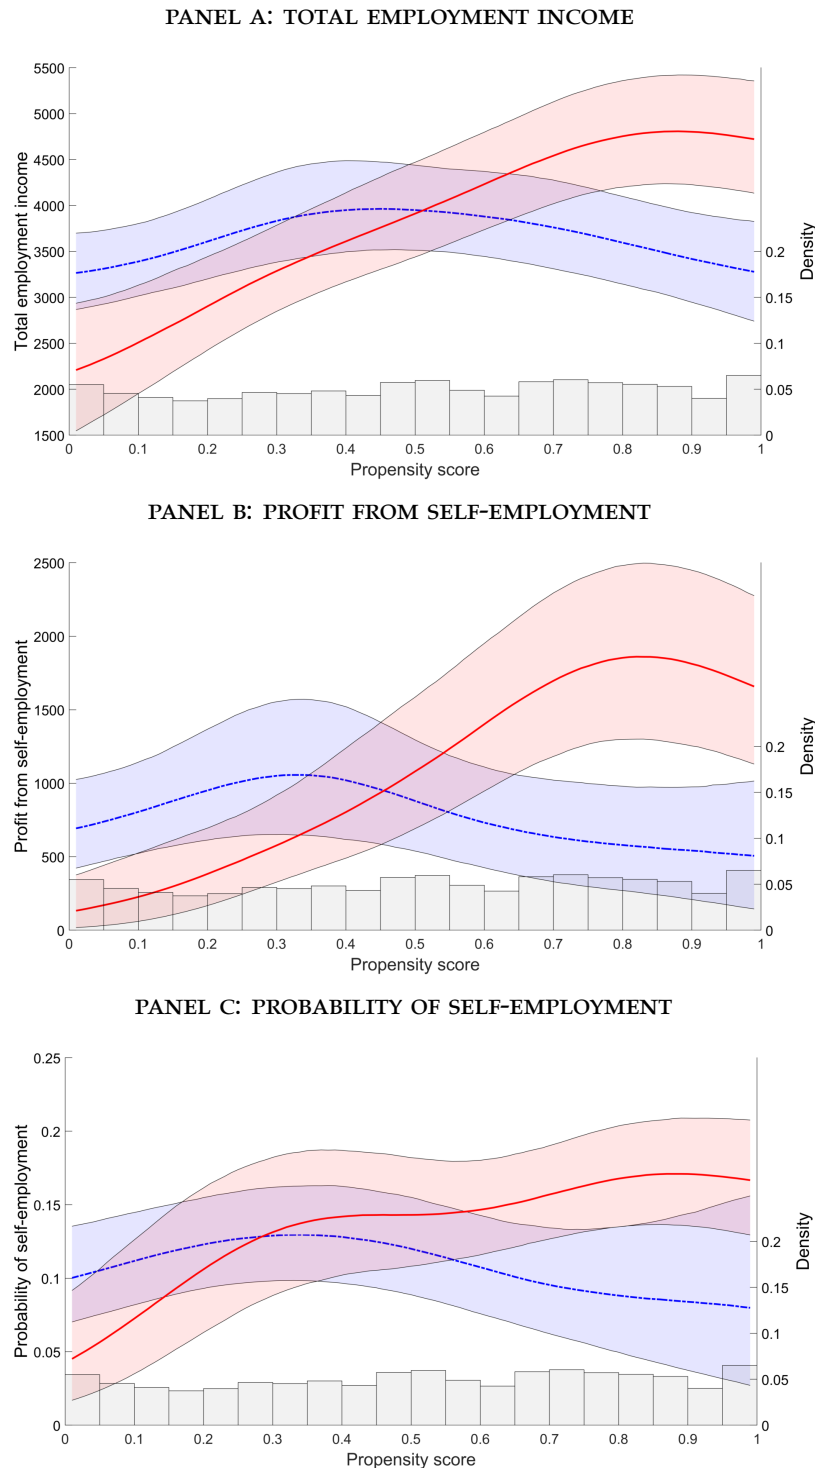 PANEL A: TOTAL EMPLOYMENT INCOME
5500
5000
4500
4000
3500
3000
2500
2000
1500
Total employment income
0.2
0.15
0.1
0.05
0
Density
0 0.1 0.2 0.3 0.4 0.5 0.6 0.7 0.8 0.9 1
Propensity score
PANEL B: PROFIT FROM SELF-EMPLOYMENT
2500
2000
1500
1000
500
0
Profit from self-employment
0.2
0.15
0.1
0.05
0
Density
0 0.1 0.2 0.3 0.4 0.5 0.6 0.7 0.8 0.9 1
Propensity score
PANEL C: PROBABILITY OF SELF-EMPLOYMENT
0.25
0.2
0.15
0.1
0.05
0
Probability of self-employment
0.2
0.15
0.1
0.05
0
Density
0 0.1 0.2 0.3 0.4 0.5 0.6 0.7 0.8 0.9 1
Propensity score